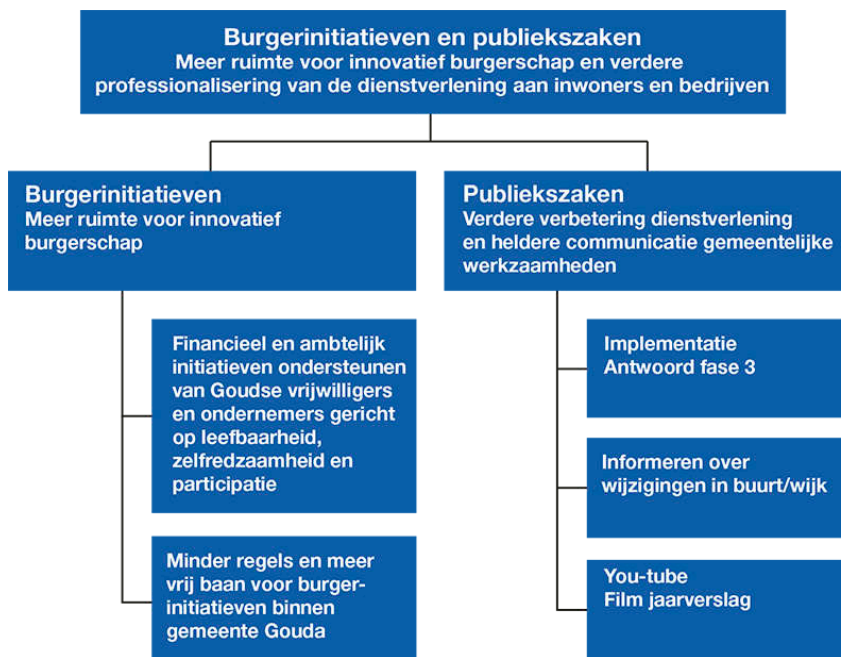 Burgerinitiatieven en publiekszaken
Meer ruimte voor innovatief burgerschap en verdere
professionalisering van de dienstverlening aan inwoners en bedrijven
Burgerinitiatieven
Meer ruimte voor innovatief
burgerschap
Financieel en ambtelijk
initiatieven ondersteunen
van Goudse vrijwilligers
en ondernemers gericht
op leefbaarheid,
zelfredzaamheid en
participatie
Minder regels en meer
vrij baan voor burger-
initiatieven binnen
gemeente Gouda
Publiekszaken
Verdere verbetering dienstverlening
en heldere communicatie gemeentelijke
werkzaamheden
Implementatie
Antwoord fase 3
Informeren over
wijzigingen in buurt/wijk
You-tube
Film jaarverslag